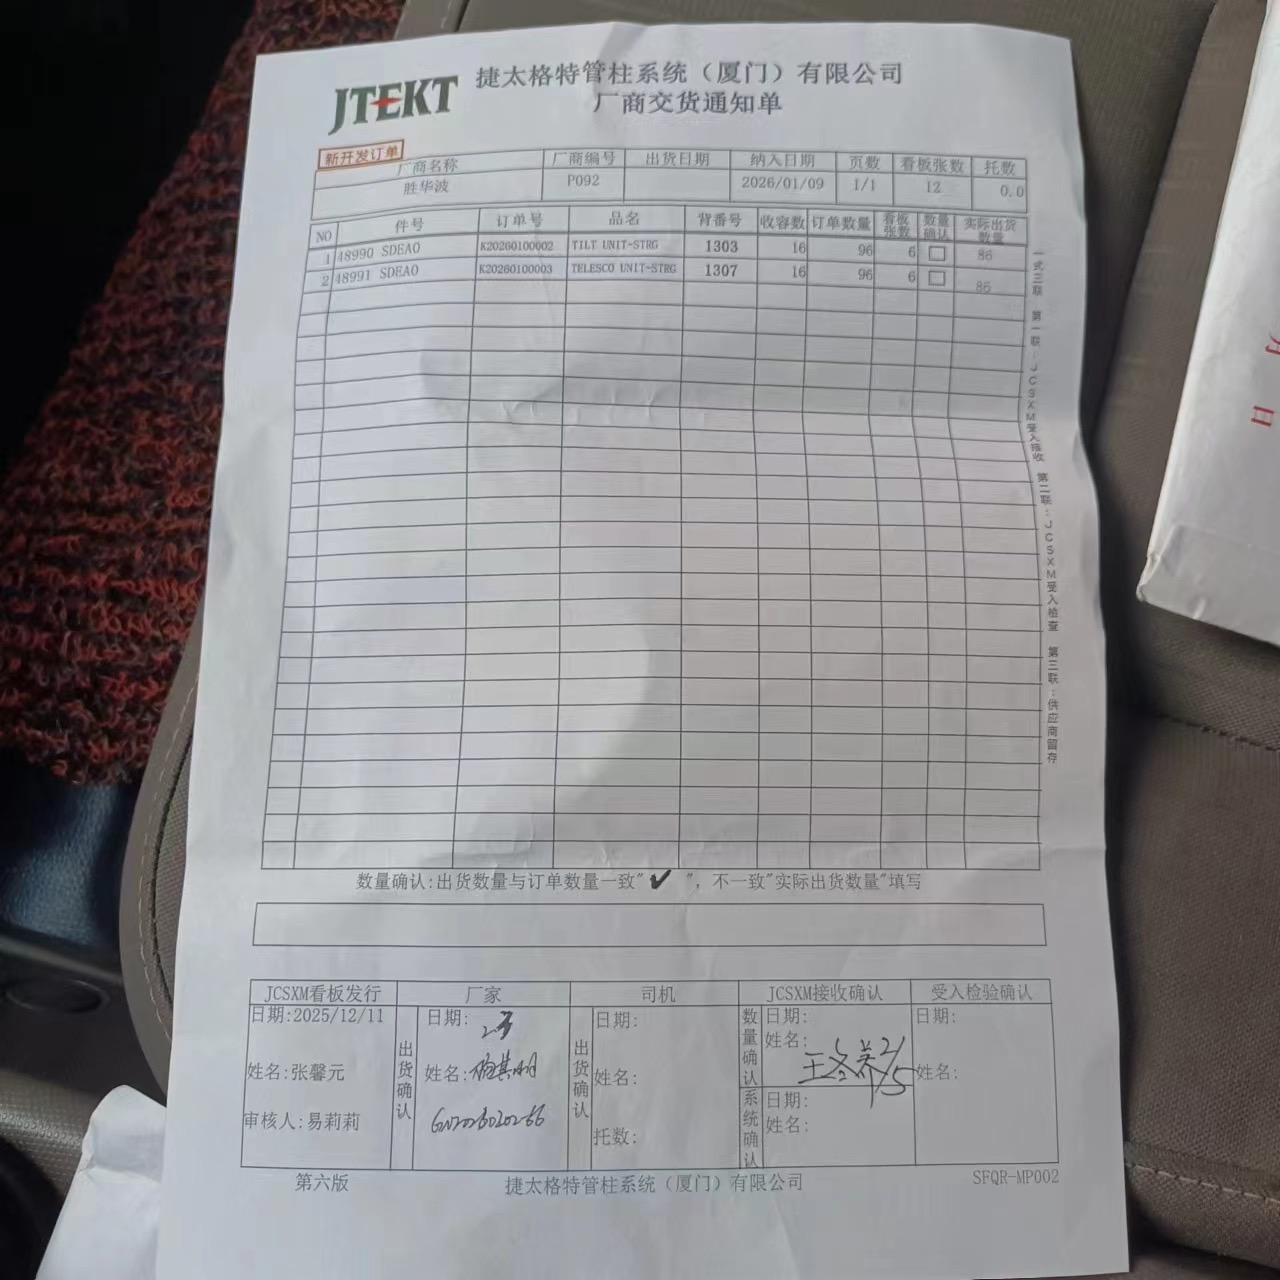 JTEKT 捷太格特管柱系统（厦门）有限公司
厂商交货通知单
新开发订单
厂商名称 厂商编号 出货日期 纳入日期 页数 看板张数 托数
胜华波 P092 2026/01/09 1/1 12 0.0
NO 件号 订单号 品名 背番号 收容数 订单数量 看板张数 数量确认 实际出货数量
1 48990 SDEA0 K20260100002 TILT UNIT-STRG 1303 16 96 6 □ 86
2 48991 SDEA0 K20260100003 TELESCO UNIT-STRG 1307 16 96 6 □ 86
一式三联 第一联:JCSXM受入接收 第二联:JCSXM受入检查 第三联:供应商留存
数量确认:出货数量与订单数量一致"✔ ", 不一致"实际出货数量"填写
JCSXM看板发行 厂家 司机 JCSXM接收确认 受入检验确认
日期:2025/12/11
姓名:张馨元
审核人:易莉莉
出货确认
日期: 2.3
姓名:
出货确认
日期:
姓名:
托数:
数量确认
日期:
姓名: 2/5
系统确认
日期:
姓名:
日期:
姓名:
第六版 捷太格特管柱系统（厦门）有限公司 SFQR-MP002
月
日